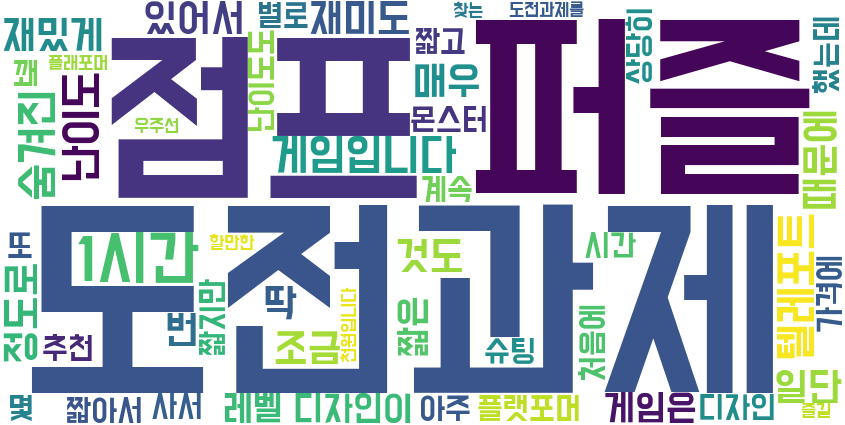 찾는 도전과제를
있어서 별로 재미도
재밌게 짧고 상당히 했는데
꽤 플래포머 난이도도 매우
점프 퍼즐
숨겨진 난이도 우주선 몬스터 때문에
게임입니다
계속
도전과제
또 1시간 할만한 것도 시간 텔레포트 가격에
정도로 번 짧지만 딱 천원입니다 짧은 처음에
추천 조금 슈팅
일단
몇 짧아서 사서 레벨 디자인이 아주 플랫포머 게임은 디자인 즐길